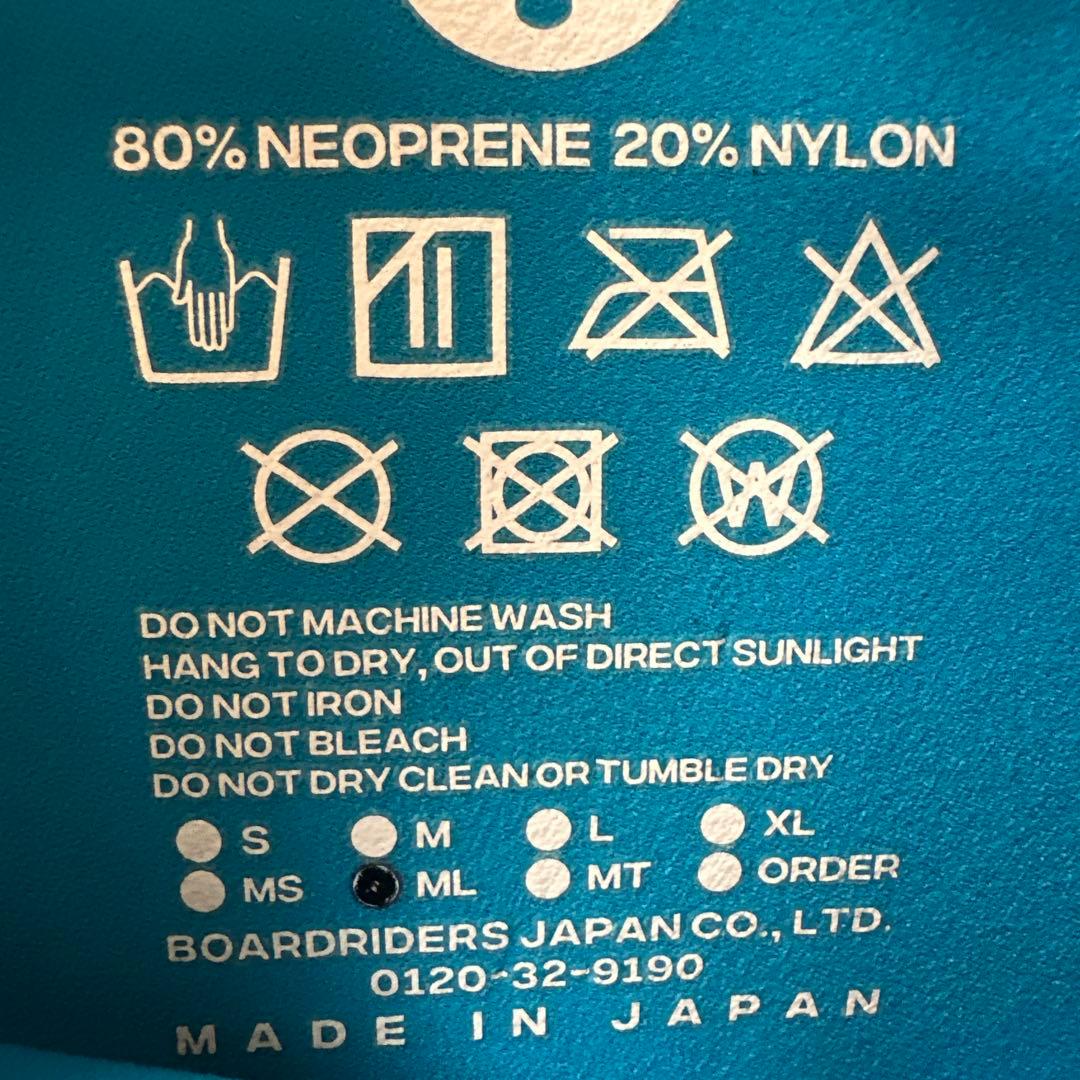 80% NEOPRENE 20% NYLON
W
DO NOT MACHINE WASH
HANG TO DRY, OUT OF DIRECT SUNLIGHT
DO NOT IRON
DO NOT BLEACH
DO NOT DRY CLEAN OR TUMBLE DRY
S M L XL
MS ML MT ORDER
BOARDRIDERS JAPAN CO., LTD.
0120-32-9190
MADE IN JAPAN